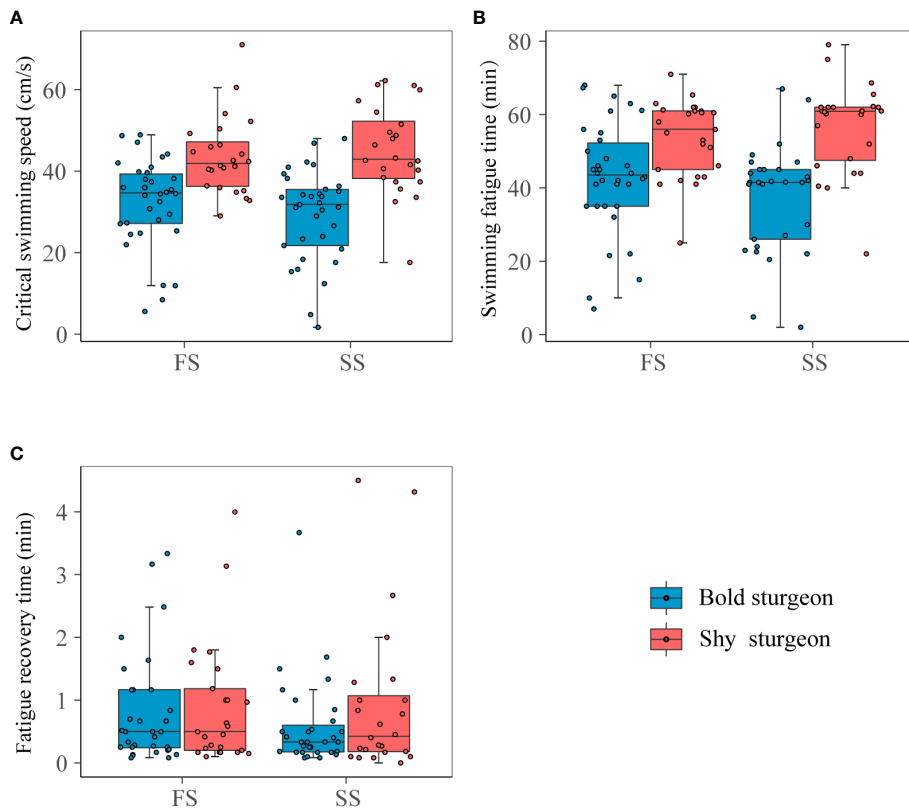 A
Critical swimming speed (cm/s)
60
40
20
0
FS
SS
B
Swimming fatigue time (min)
80
60
40
20
0
FS
SS
C
Fatigue recovery time (min)
4
3
2
1
0
FS
SS
Bold sturgeon
Shy sturgeon